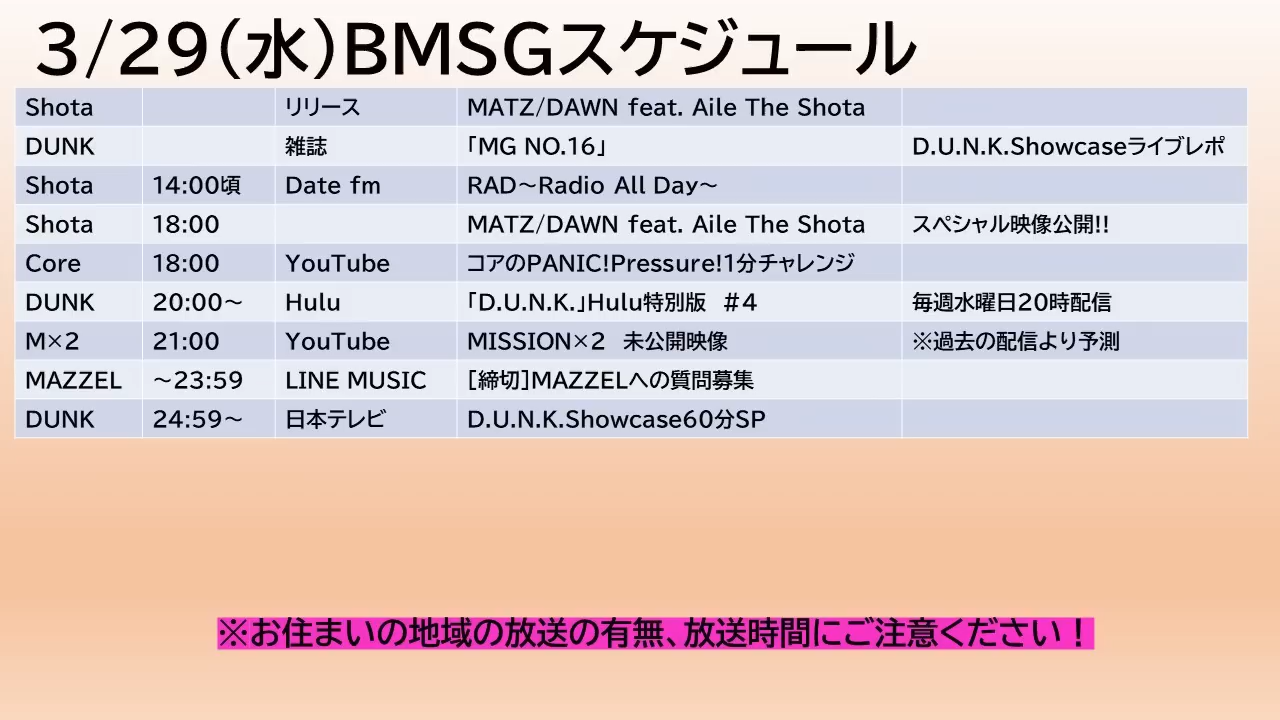 3/29(水)BMSGスケジュール
Shota リリース MATZ/DAWN feat. Aile The Shota
DUNK 雑誌 「MG NO.16」 D.U.N.K.Showcaseライブレポ
Shota 14:00頃 Date fm RAD～Radio All Day～
Shota 18:00 MATZ/DAWN feat. Aile The Shota スペシャル映像公開!!
Core 18:00 YouTube コアのPANIC!Pressure!1分チャレンジ
DUNK 20:00～ Hulu 「D.U.N.K.」Hulu特別版 #4 毎週水曜日20時配信
M×2 21:00 YouTube MISSION×2 未公開映像 ※過去の配信より予測
MAZZEL ～23:59 LINE MUSIC [締切]MAZZELへの質問募集
DUNK 24:59～ 日本テレビ D.U.N.K.Showcase60分SP
※お住まいの地域の放送の有無、放送時間にご注意ください！